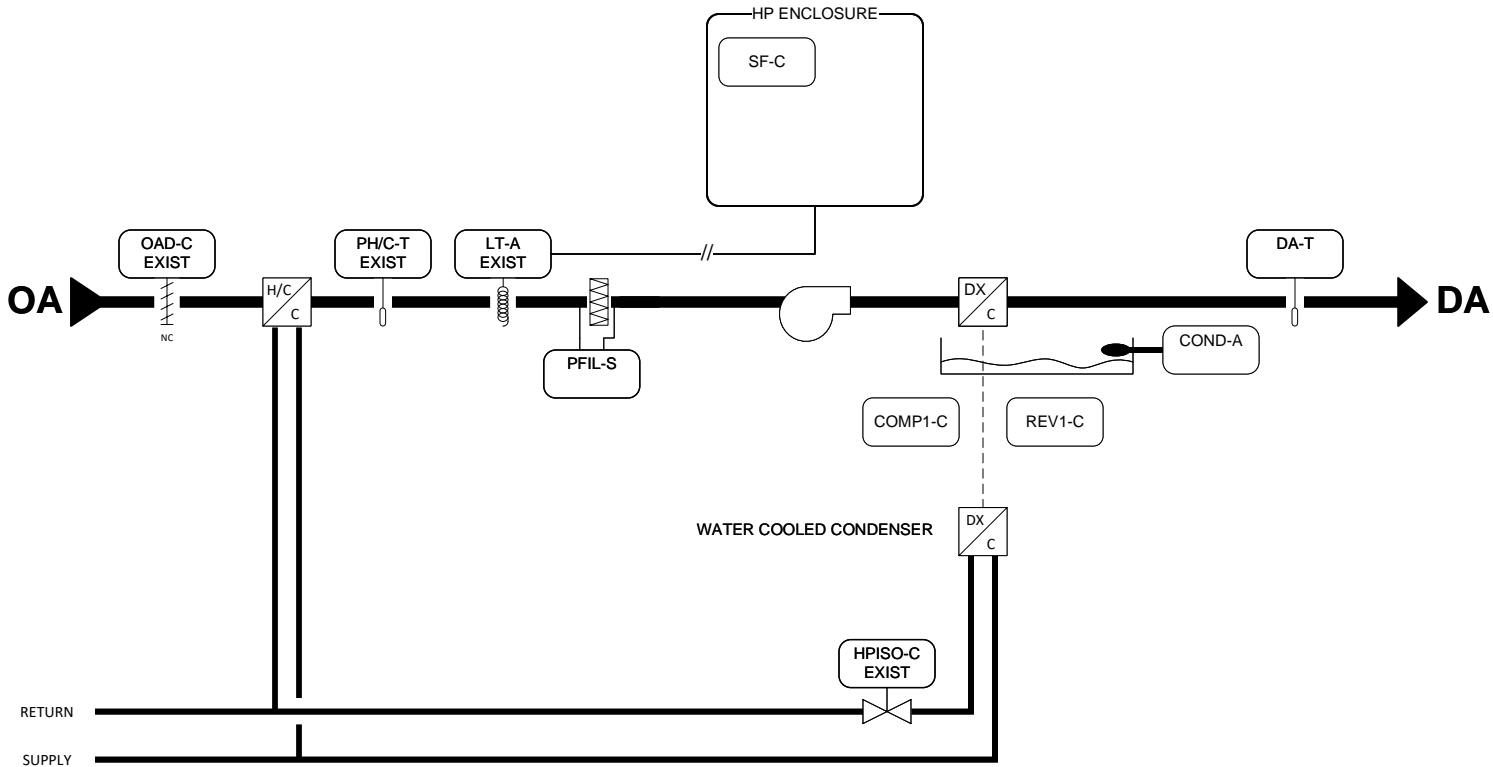 HP ENCLOSURE
SF-C
OAD-C
EXIST
PH/C-T
EXIST
LT-A
EXIST
//
DA-T
OA
H/C
C
DX
C
DA
NC
PFIL-S
COND-A
COMP1-C
REV1-C
WATER COOLED CONDENSER
DX
C
HPISO-C
EXIST
RETURN
SUPPLY